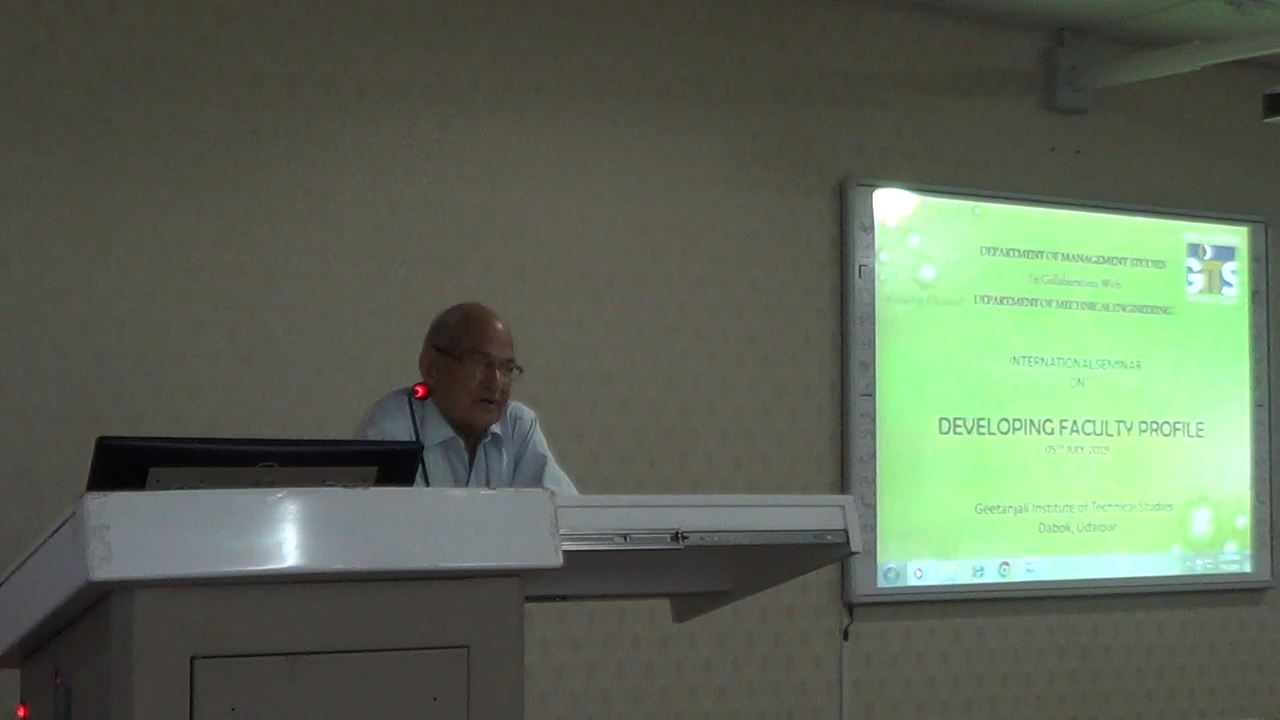 DEPARTMENT OF MANAGEMENT STUDIES
In Collaboration With
DEPARTMENT OF MECHANICAL ENGINEERING
GTS
INTERNATIONAL SEMINAR
ON
DEVELOPING FACULTY PROFILE
05TH JULY, 2019
Geetanjali Institute of Technical Studies
Dabok, Udaipur